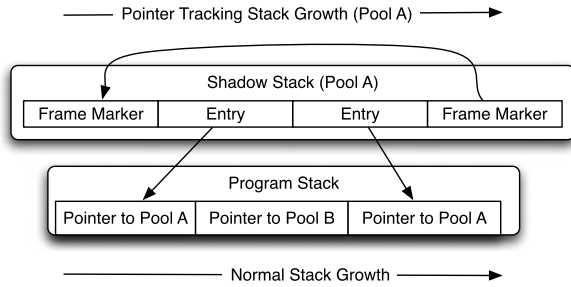 Pointer Tracking Stack Growth (Pool A)
Shadow Stack (Pool A)
Frame Marker Entry Entry Frame Marker
Program Stack
Pointer to Pool A Pointer to Pool B Pointer to Pool A
Normal Stack Growth